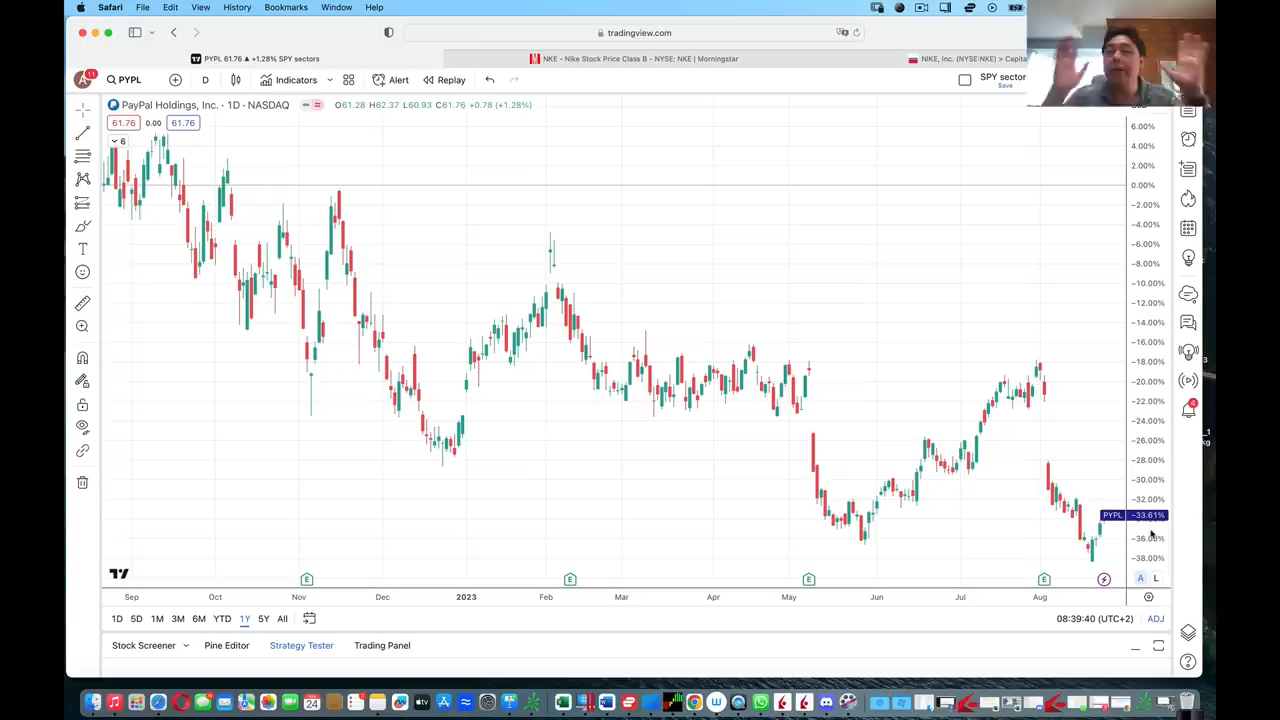 Safari File Edit View History Bookmarks Window Help
tradingview.com
PYPL 61.76 ▲ +1.28% SPY sectors
NKE - Nike Stock Price Class B - NYSE: NKE | Morningstar
NIKE, Inc. (NYSE:NKE) > Capita
A 11 PYPL D Indicators Alert Replay SPY sector
Save
PayPal Holdings, Inc. · 1D · NASDAQ O61.28 H62.37 L60.93 C61.76 +0.78 (+1.28%)
61.76 0.00 61.76
6
6.00%
4.00%
2.00%
0.00%
−2.00%
−4.00%
−6.00%
−8.00%
−10.00%
−12.00%
−14.00%
−16.00%
−18.00%
−20.00%
−22.00%
−24.00%
−26.00%
−28.00%
−30.00%
−32.00%
PYPL −33.61%
−36.00%
−38.00%
4
E E E E
A L
Sep Oct Nov Dec 2023 Feb Mar Apr May Jun Jul Aug
1D 5D 1M 3M 6M YTD 1Y 5Y All 08:39:40 (UTC+2) ADJ
Stock Screener Pine Editor Strategy Tester Trading Panel
24